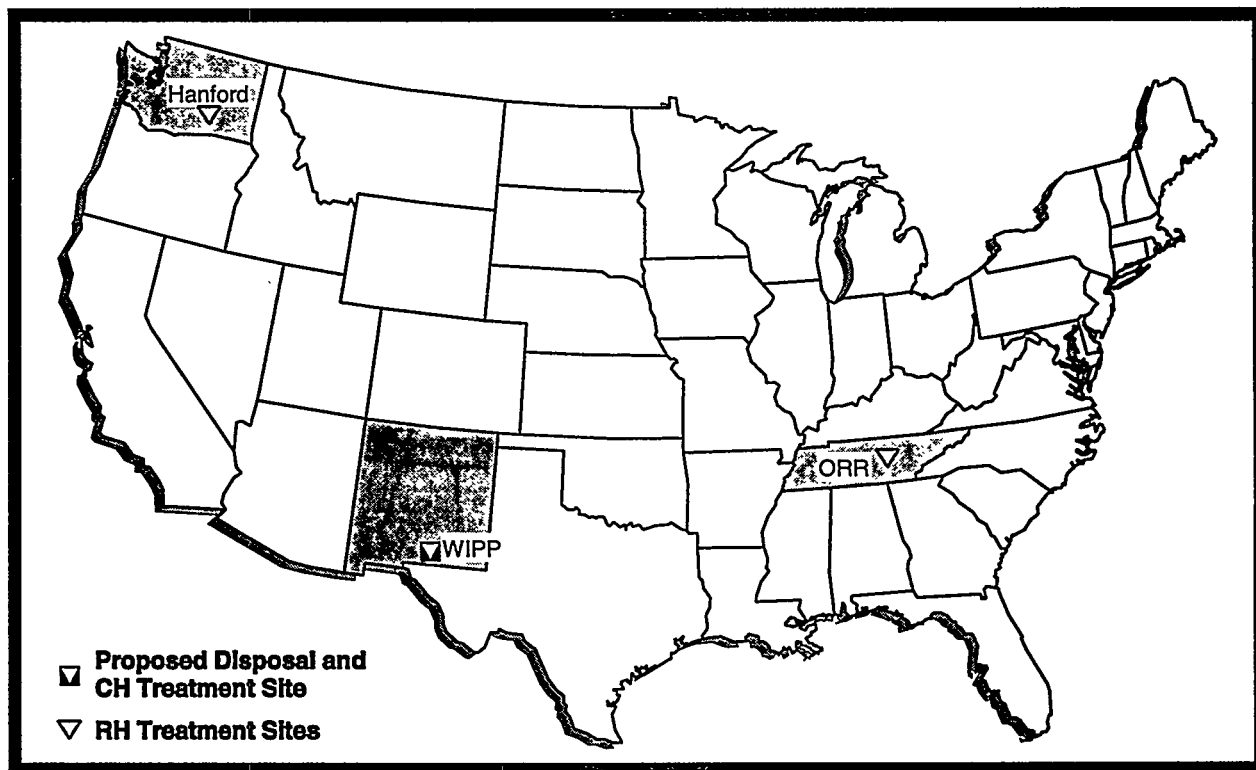 Hanford
ORR
WIPP
Proposed Disposal and
CH Treatment Site
RH Treatment Sites